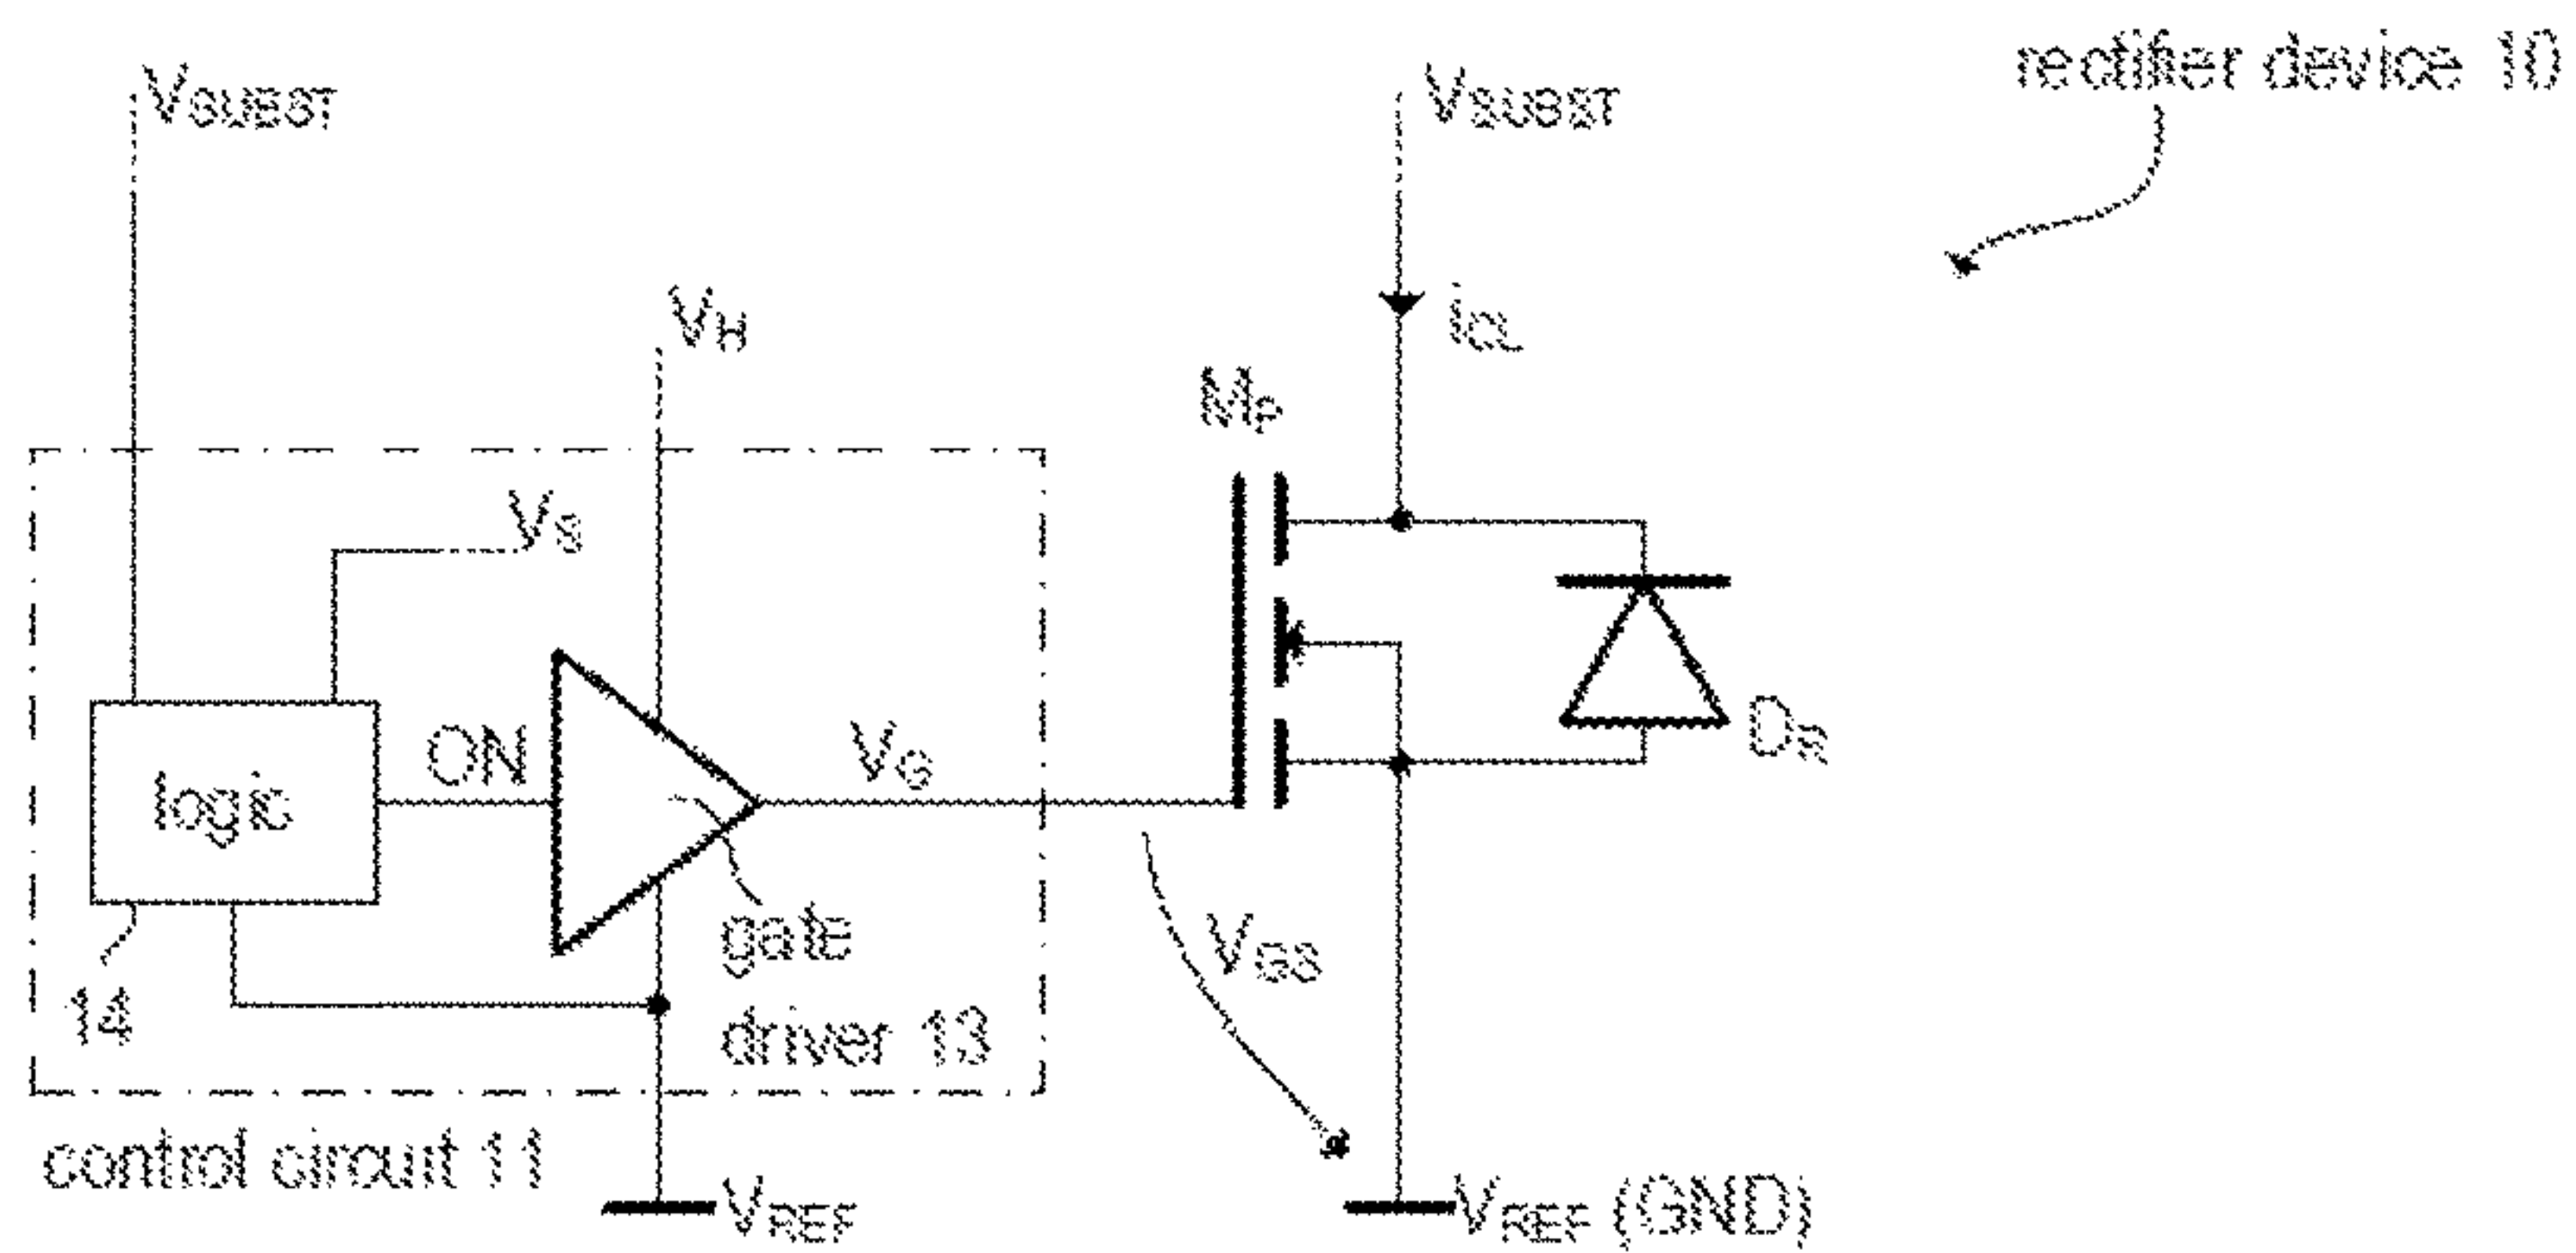 rectifier device 10
VSUBST
VSUBST
VH
iCL
MP
VS
ON
VG
DR
logic
gate
driver 13
VGS
14
control circuit 11
VREF
VREF (GND)